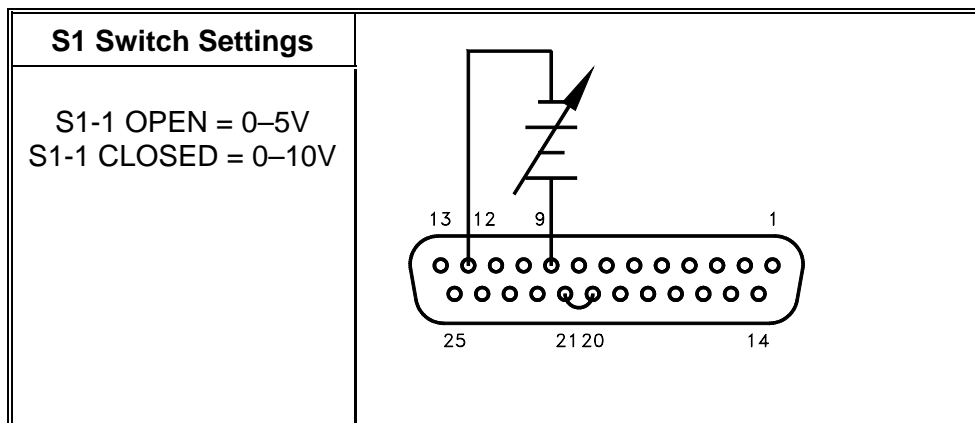 S1 Switch Settings
S1-1 OPEN = 0–5V
S1-1 CLOSED = 0–10V
13 12 9 1
25 21 20 14